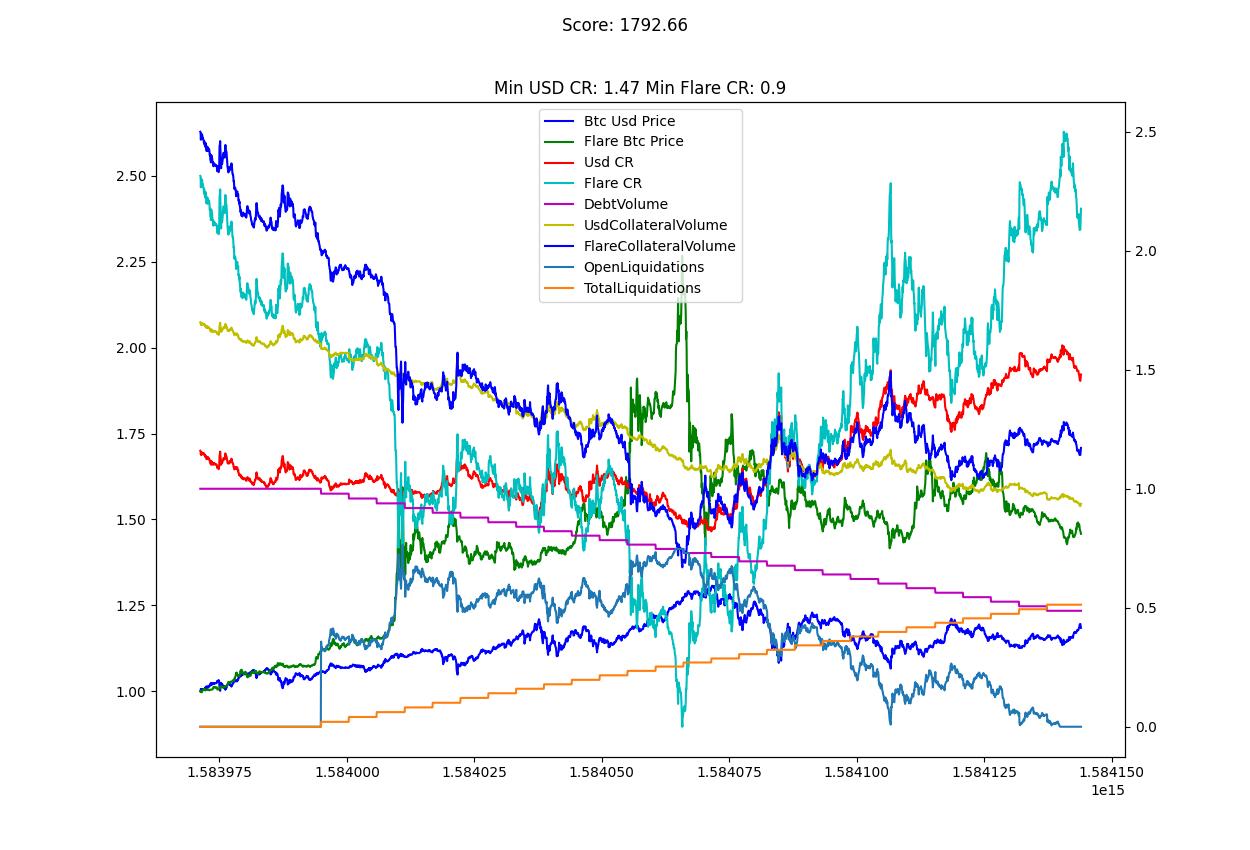 Score: 1792.66
Min USD CR: 1.47 Min Flare CR: 0.9
Btc Usd Price
Flare Btc Price
Usd CR
Flare CR
DebtVolume
UsdCollateralVolume
FlareCollateralVolume
OpenLiquidations
TotalLiquidations
2.50
2.25
2.00
1.75
1.50
1.25
1.00
2.5
2.0
1.5
1.0
0.5
0.0
1.583975 1.584000 1.584025 1.584050 1.584075 1.584100 1.584125 1.584150
1e15